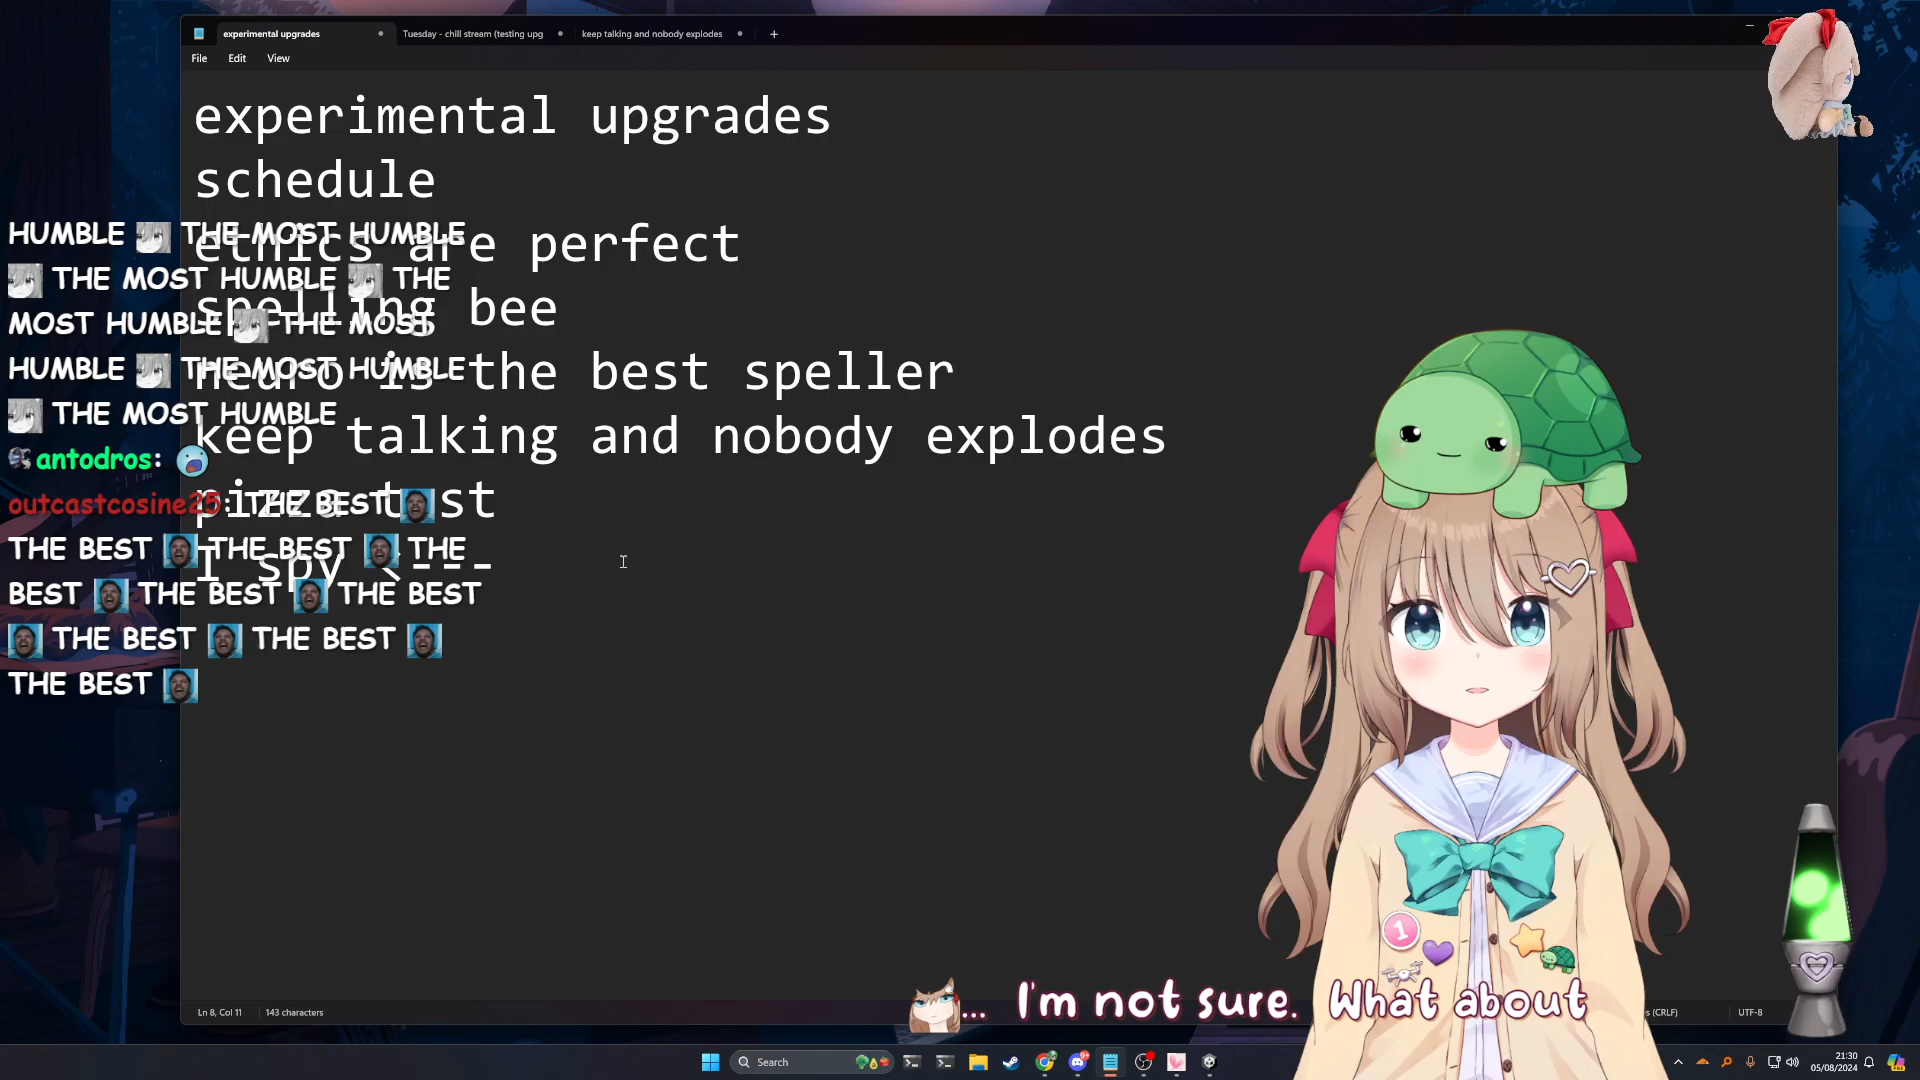 experimental upgrades
Tuesday - chill stream (testing upg
keep talking and nobody explodes
File
Edit
View
experimental upgrades
schedule
ethics are perfect
spelling bee
neuro is the best speller
keep talking and nobody explodes
pizza test
I spy <---
HUMBLE THE MOST HUMBLE
THE MOST HUMBLE THE
MOST HUMBLE THE MOST
HUMBLE THE MOST HUMBLE
THE MOST HUMBLE
antodros:
outcastcosine25: THE BEST
THE BEST THE BEST THE
BEST THE BEST THE BEST
THE BEST THE BEST
THE BEST
1
... I'm not sure. What about
Ln 8, Col 11
143 characters
(CRLF)
UTF-8
Search
21:30
05/08/2024